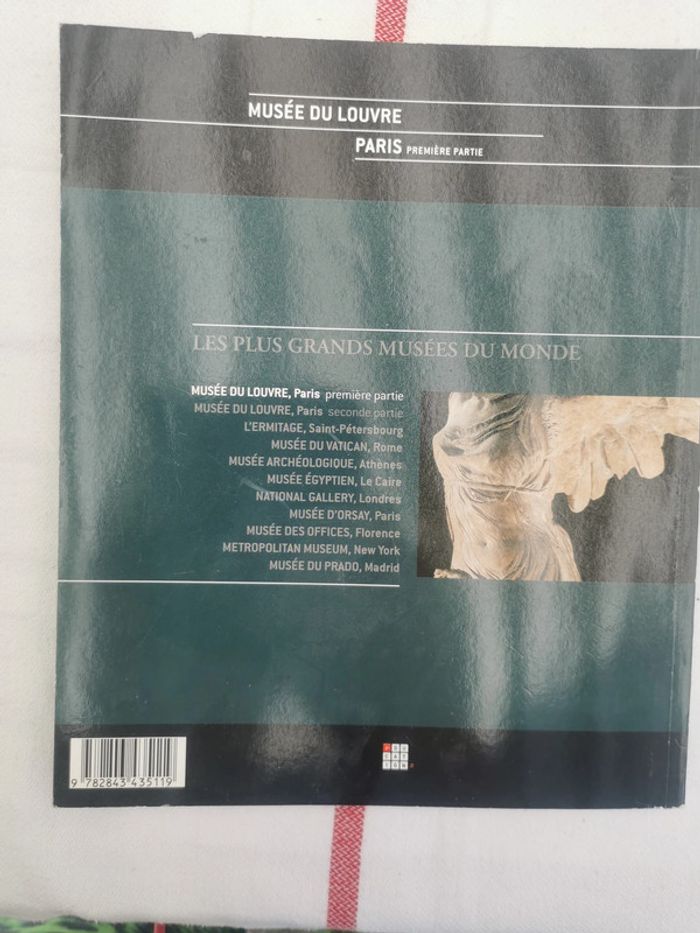 MUSÉE DU LOUVRE
PARIS PREMIÈRE PARTIE
LES PLUS GRANDS MUSÉES DU MONDE
MUSÉE DU LOUVRE, Paris première partie
MUSÉE DU LOUVRE, Paris seconde partie
L'ERMITAGE, Saint-Pétersbourg
MUSÉE DU VATICAN, Rome
MUSÉE ARCHÉOLOGIQUE, Athènes
MUSÉE ÉGYPTIEN, Le Caire
NATIONAL GALLERY, Londres
MUSÉE D'ORSAY, Paris
MUSÉE DES OFFICES, Florence
METROPOLITAN MUSEUM, New York
MUSÉE DU PRADO, Madrid
9 782843 435119